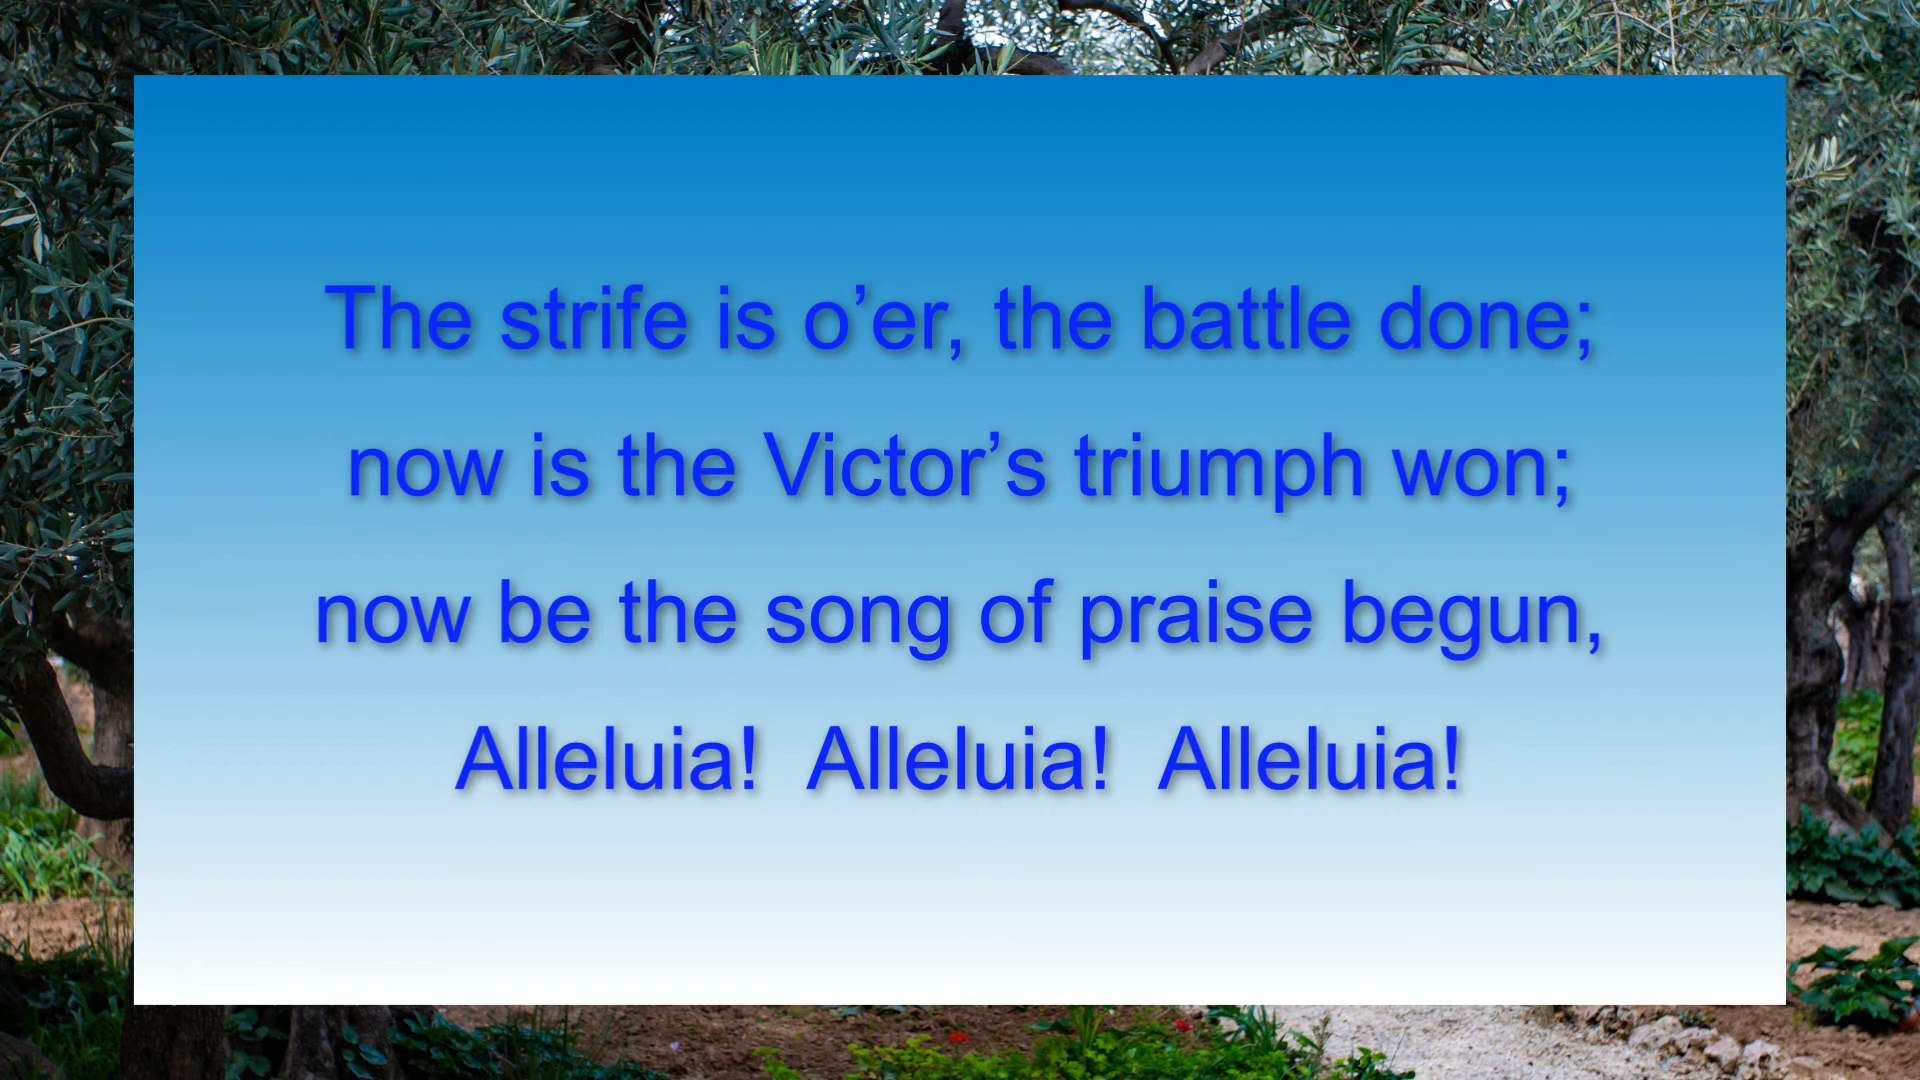 The strife is o’er, the battle done;
now is the Victor’s triumph won;
now be the song of praise begun,
Alleluia!  Alleluia!  Alleluia!